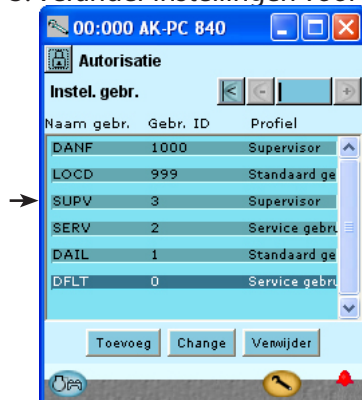 00:000 AK-PC 840
Autorisatie
Instel. gebr.
Naam gebr. Gebr. ID Profiel
DANF 1000 Supervisor
LOCD 999 Standaard ge
SUPV 3 Supervisor
SERV 2 Service gebru
DAIL 1 Standaard ge
DFLT 0 Service gebru
Toevoeg Change Verwijder